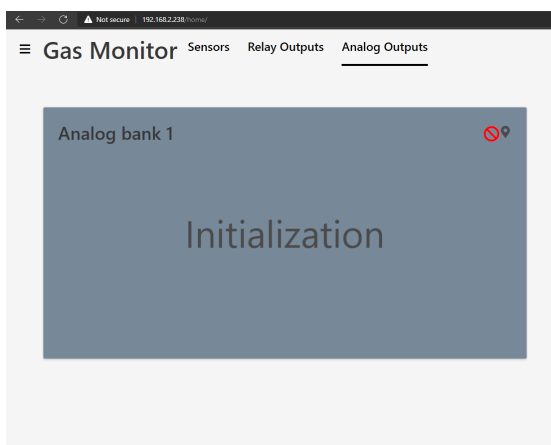 Not secure | 192.168.2.238/home/
Gas Monitor Sensors Relay Outputs Analog Outputs
Analog bank 1
Initialization